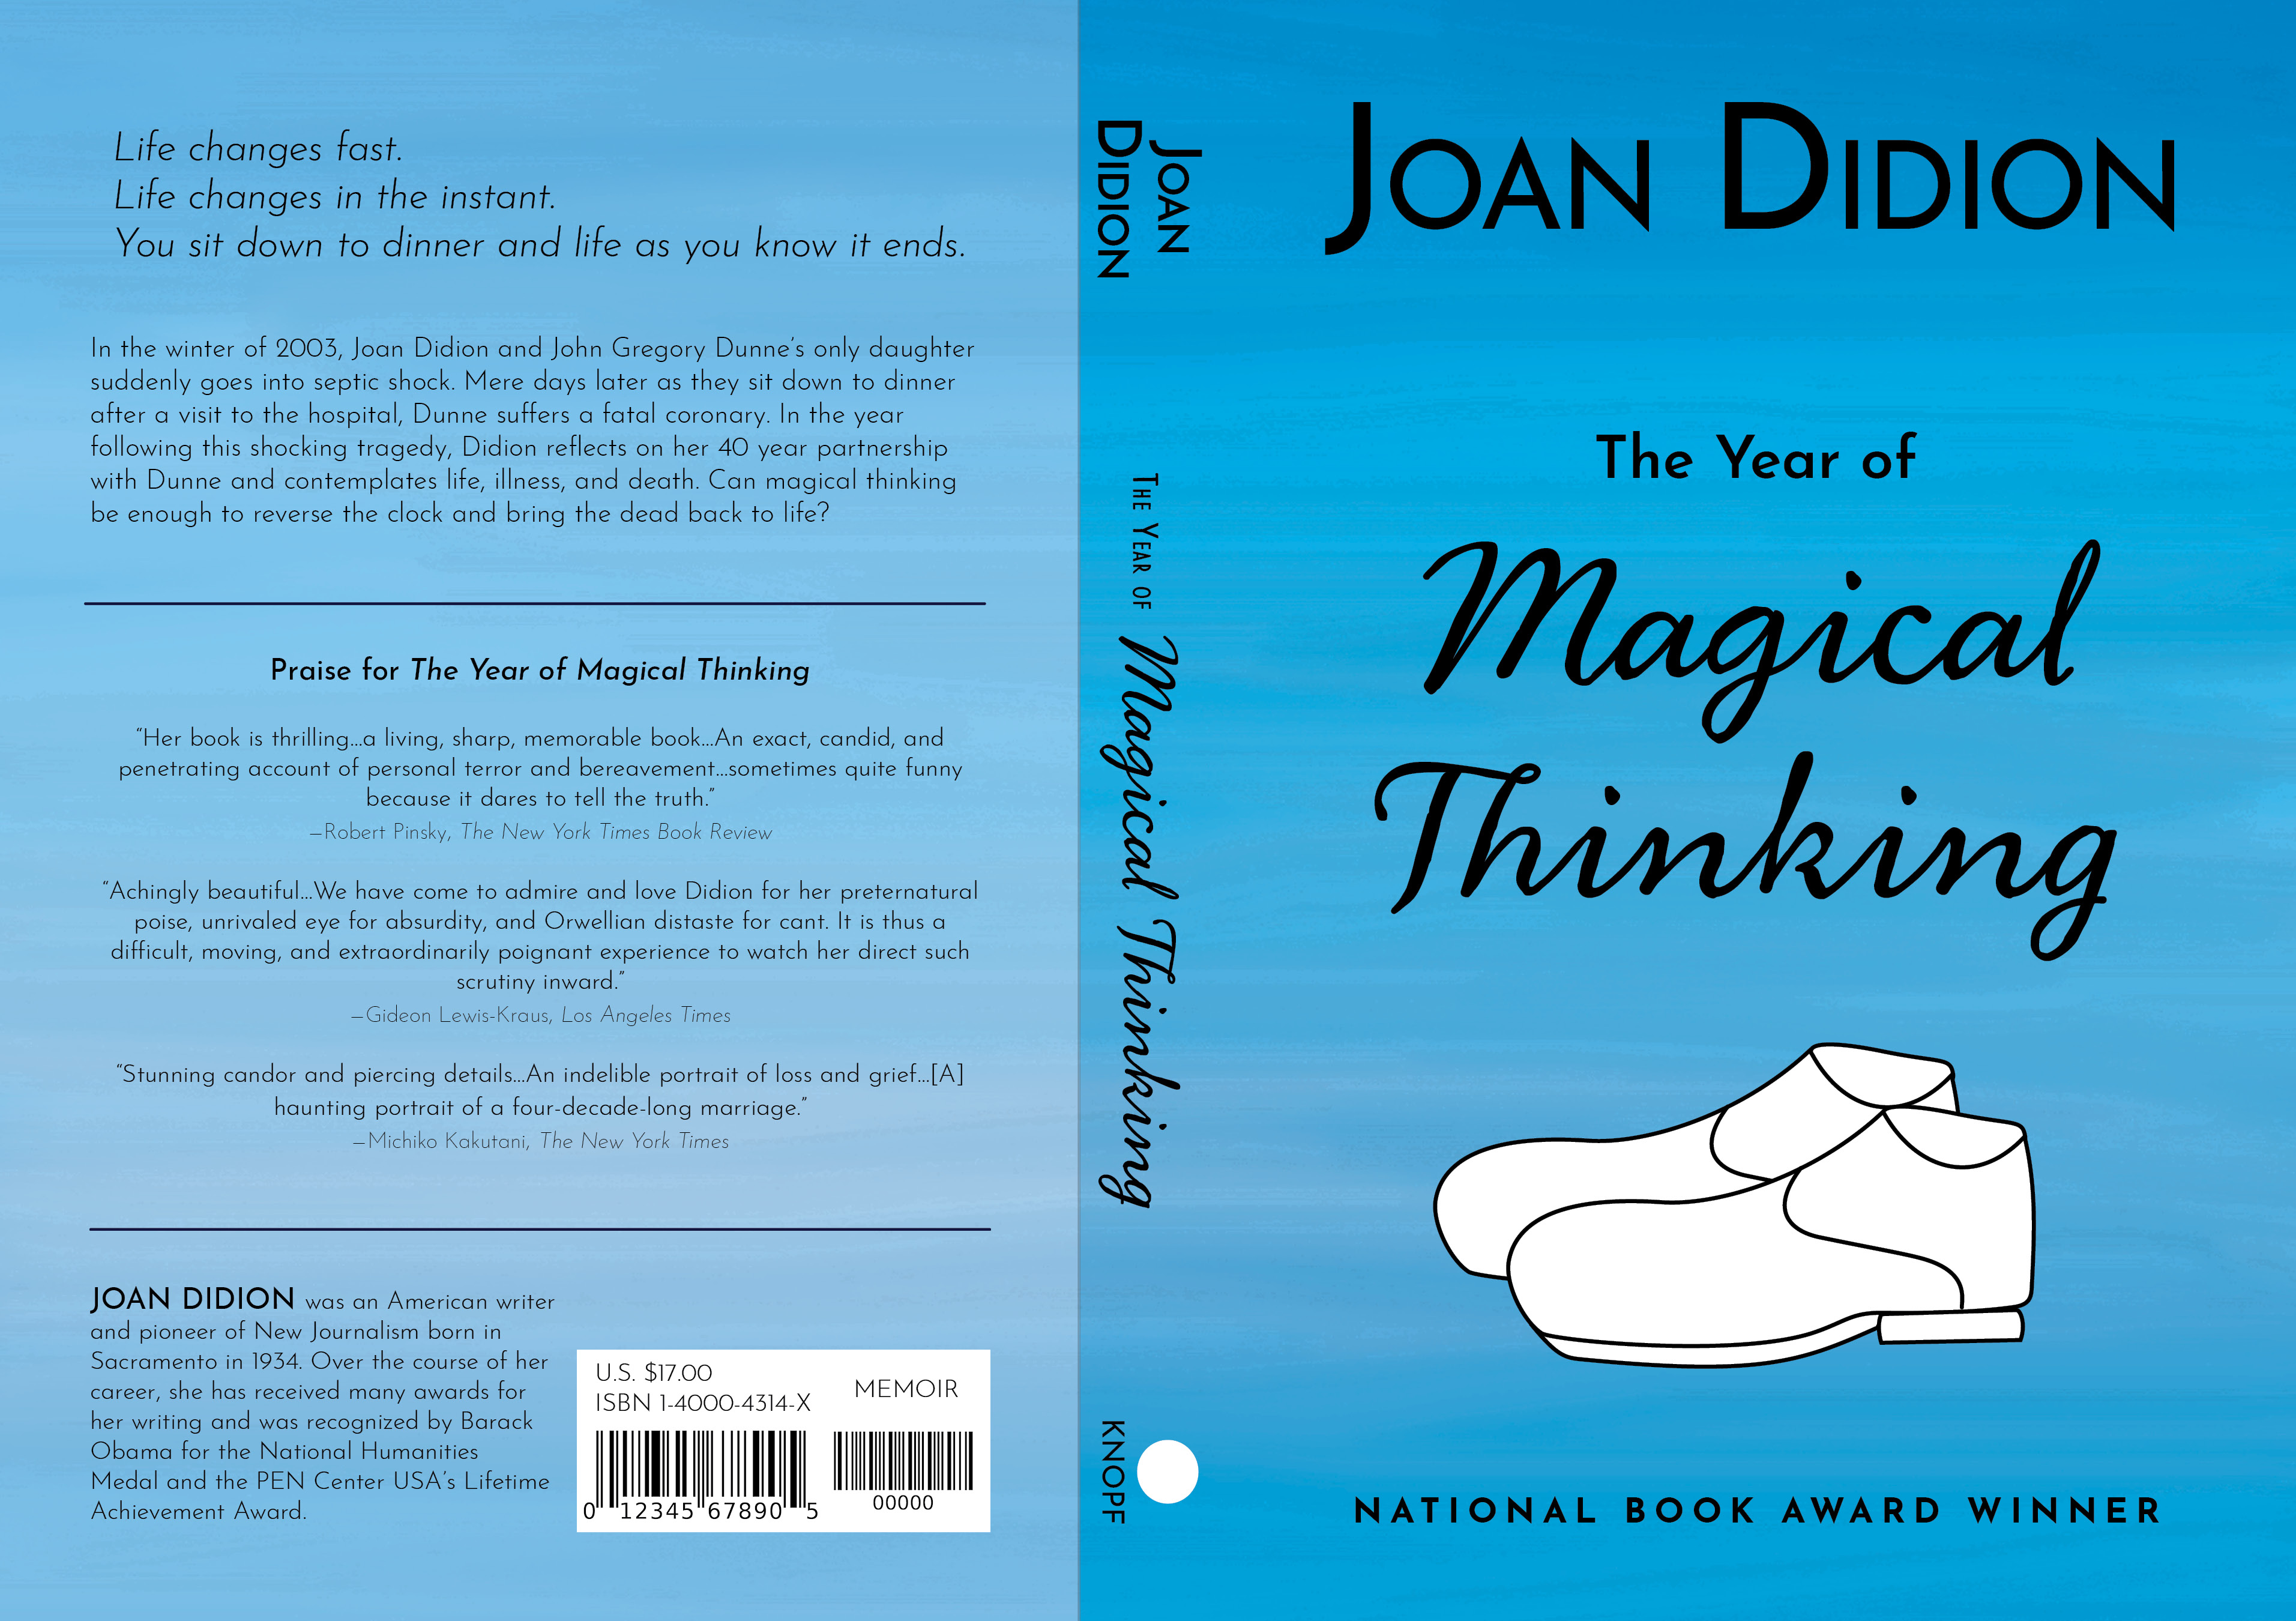 Life changes fast.
Life changes in the instant.
You sit down to dinner and life as you know it ends.
In the winter of 2003, Joan Didion and John Gregory Dunne's only daughter
suddenly goes into septic shock. Mere days later as they sit down to dinner
after a visit to the hospital, Dunne suffers a fatal coronary. In the year
following this shocking tragedy, Didion reflects on her 40 year partnership
with Dunne and contemplates life, illness, and death. Can magical thinking
be enough to reverse the clock and bring the dead back to life?
Praise for The Year of Magical Thinking
“Her book is thrilling...a living, sharp, memorable book...An exact, candid, and
penetrating account of personal terror and bereavement...sometimes quite funny
because it dares to tell the truth.”
—Robert Pinsky, The New York Times Book Review
“Achingly beautiful...We have come to admire and love Didion for her preternatural
poise, unrivaled eye for absurdity, and Orwellian distaste for cant. It is thus a
difficult, moving, and extraordinarily poignant experience to watch her direct such
scrutiny inward.”
—Gideon Lewis-Kraus, Los Angeles Times
“Stunning candor and piercing details...An indelible portrait of loss and grief...[A]
haunting portrait of a four-decade-long marriage.”
—Michiko Kakutani, The New York Times
JOAN DIDION was an American writer
and pioneer of New Journalism born in
Sacramento in 1934. Over the course of her
career, she has received many awards for
her writing and was recognized by Barack
Obama for the National Humanities
Medal and the PEN Center USA's Lifetime
Achievement Award.
U.S. $17.00
ISBN 1-4000-4314-X
MEMOIR
0 12345 67890 5
00000
JOAN
DIDION
THE YEAR OF Magical Thinking
KNOPF
JOAN DIDION
The Year of
Magical
Thinking
NATIONAL BOOK AWARD WINNER